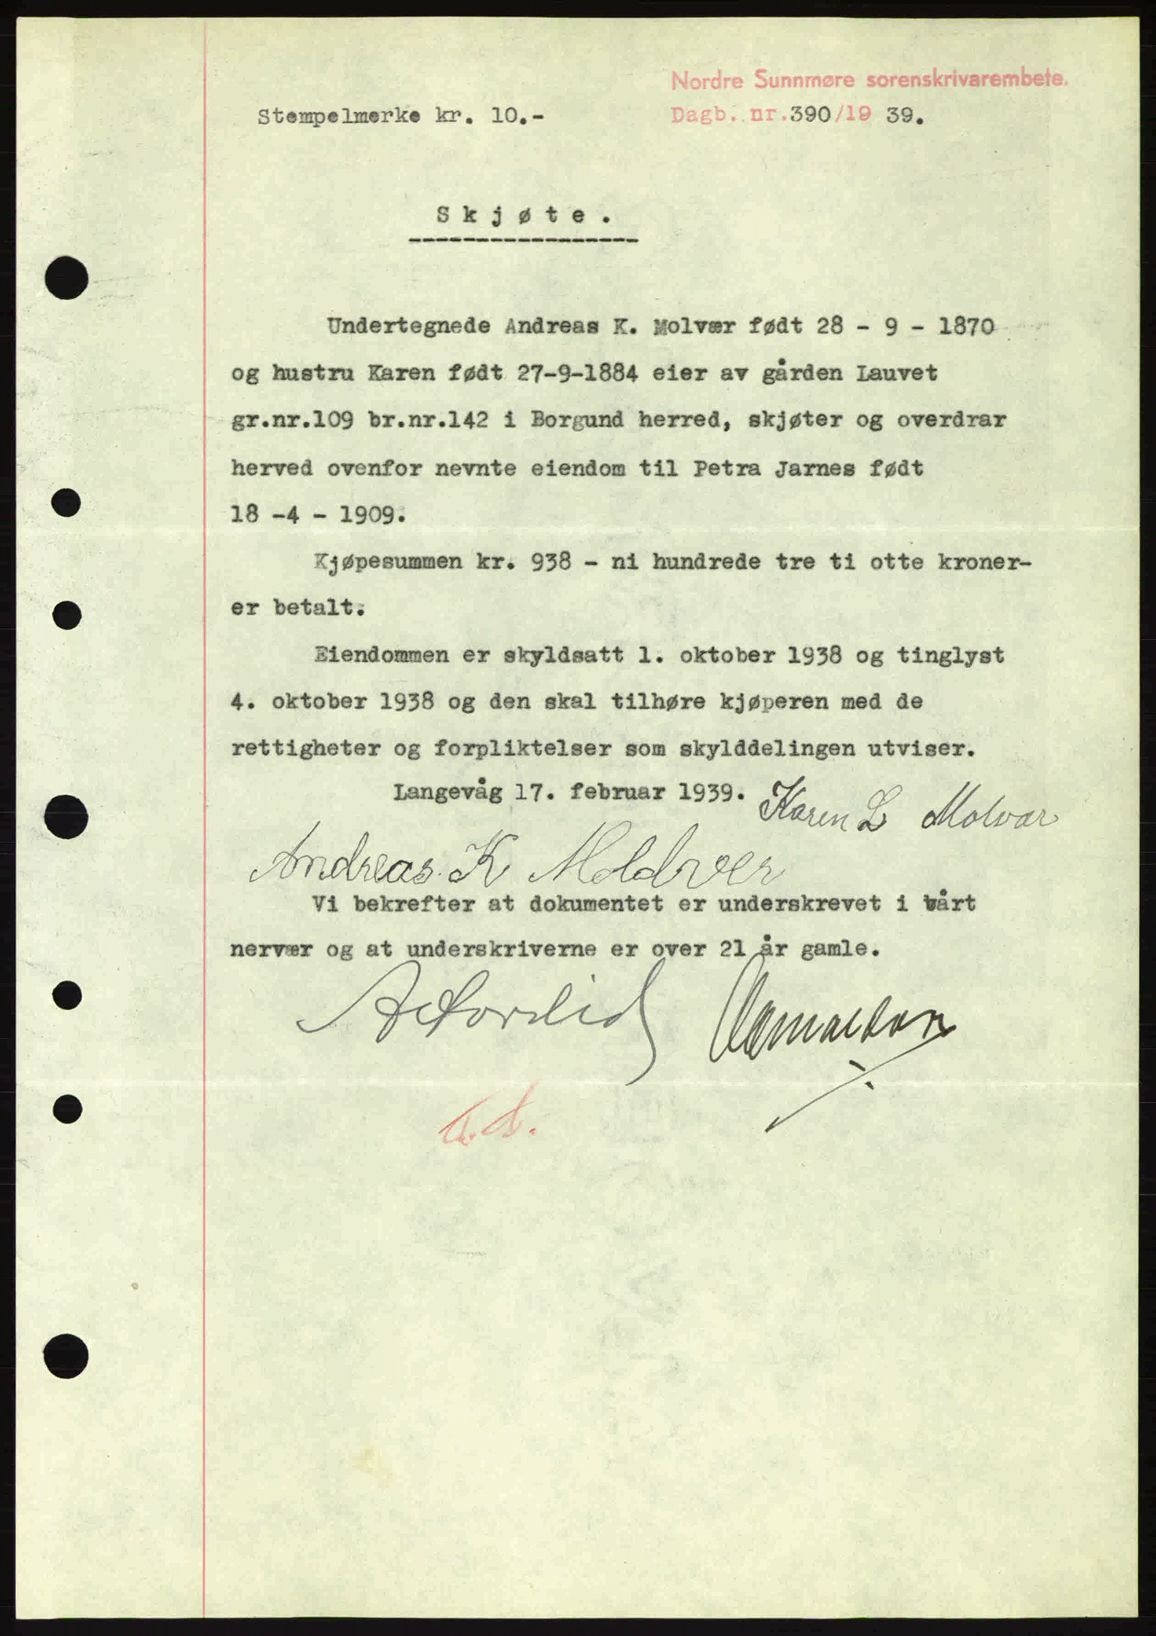 Nordre Sunnmøre sorenskrivarembete.
Stempelmerke kr. 10.-
Dagb. nr.390/19 39.
Skjøte.
Undertegnede Andreas K. Molvær født 28 - 9 - 1870
og hustru Karen født 27-9-1884 eier av gården Lauvet
gr.nr.109 br.nr.142 i Borgund herred, skjøter og overdrar
herved ovenfor nevnte eiendom til Petra Jarnes født
18 -4 - 1909.
Kjøpesummen kr. 938 - ni hundrede tre ti otte kroner-
er betalt.
Eiendommen er skyldsatt 1. oktober 1938 og tinglyst
4. oktober 1938 og den skal tilhøre kjøperen med de
rettigheter og forpliktelser som skylddelingen utviser.
Langevåg 17. februar 1939.
Karen L Molvær
Andreas K Moldver
Vi bekrefter at dokumentet er underskrevet i vårt
nervær og at underskriverne er over 21 år gamle.